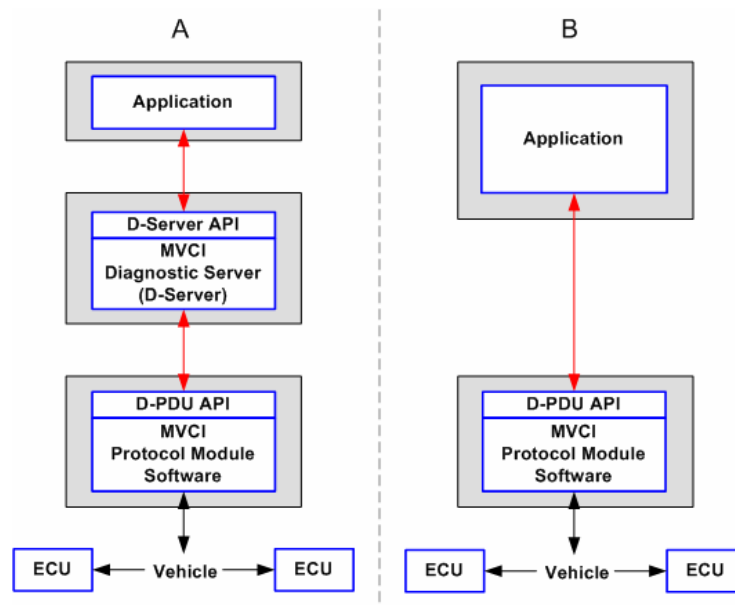 A
Application
D-Server API
MVCI
Diagnostic Server
(D-Server)
D-PDU API
MVCI
Protocol Module
Software
ECU
Vehicle
ECU
B
Application
D-PDU API
MVCI
Protocol Module
Software
ECU
Vehicle
ECU